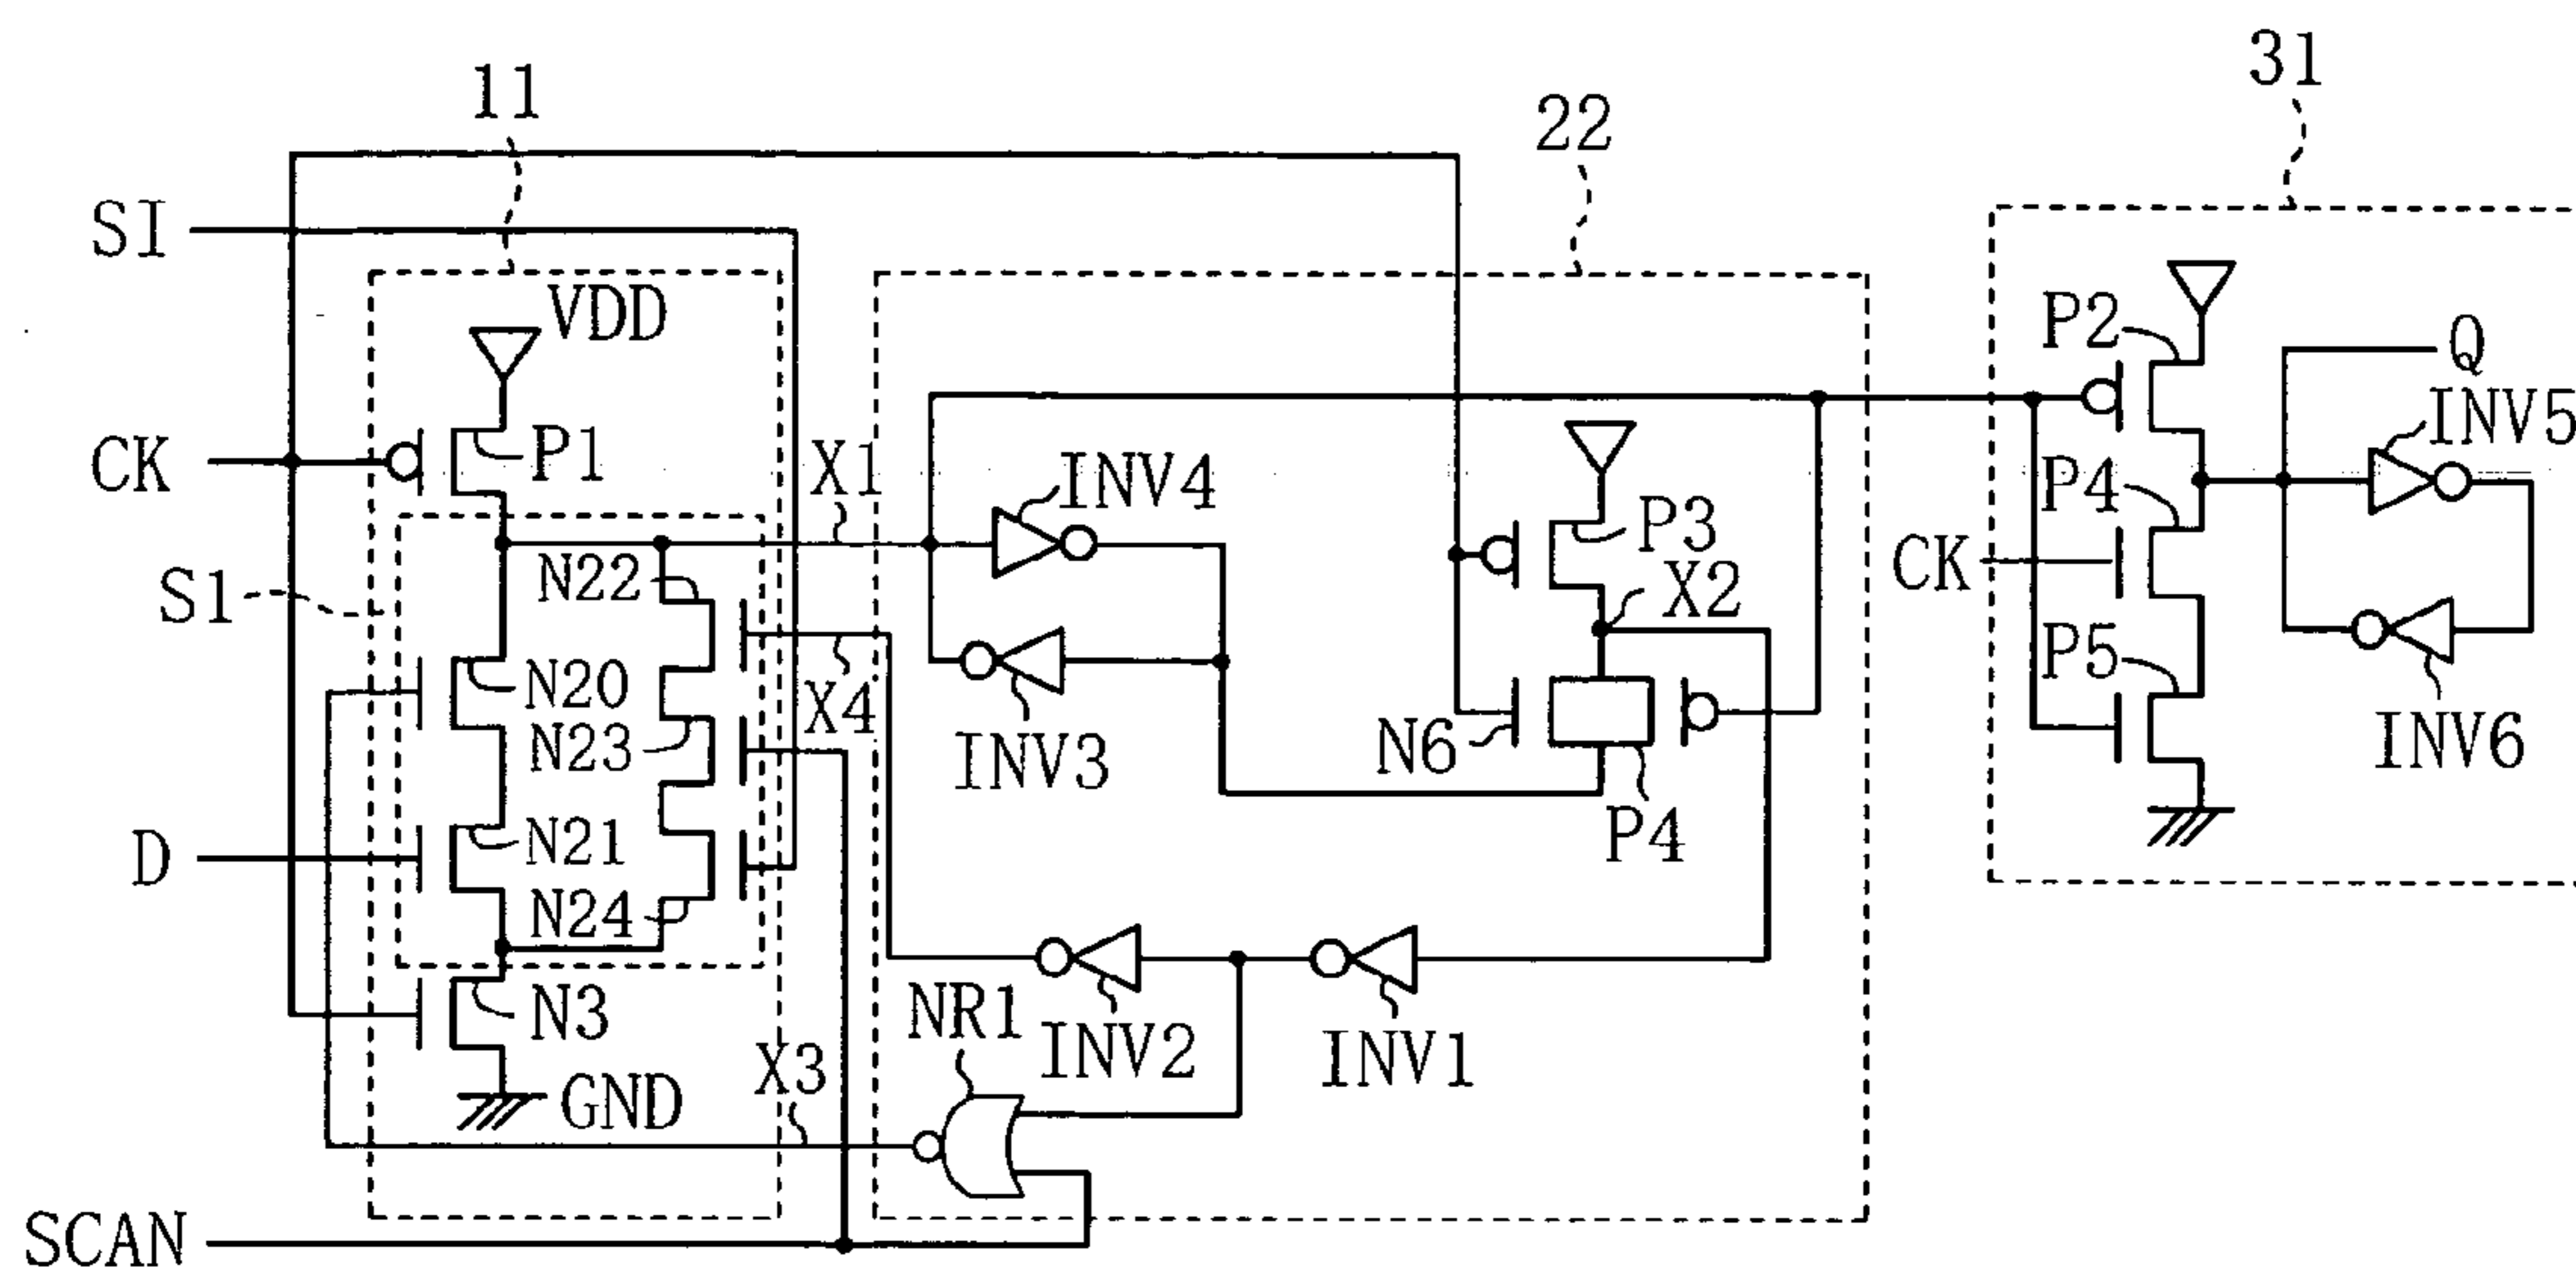 31
11
22
SI
VDD
P2
Q
INV5
CK
P1
X1
INV4
P4
P3
CK
N22
X2
S1
P5
N20
X4
N23
N6
INV3
INV6
D
N21
P4
N24
N3
NR1
INV2
INV1
X3
GND
SCAN